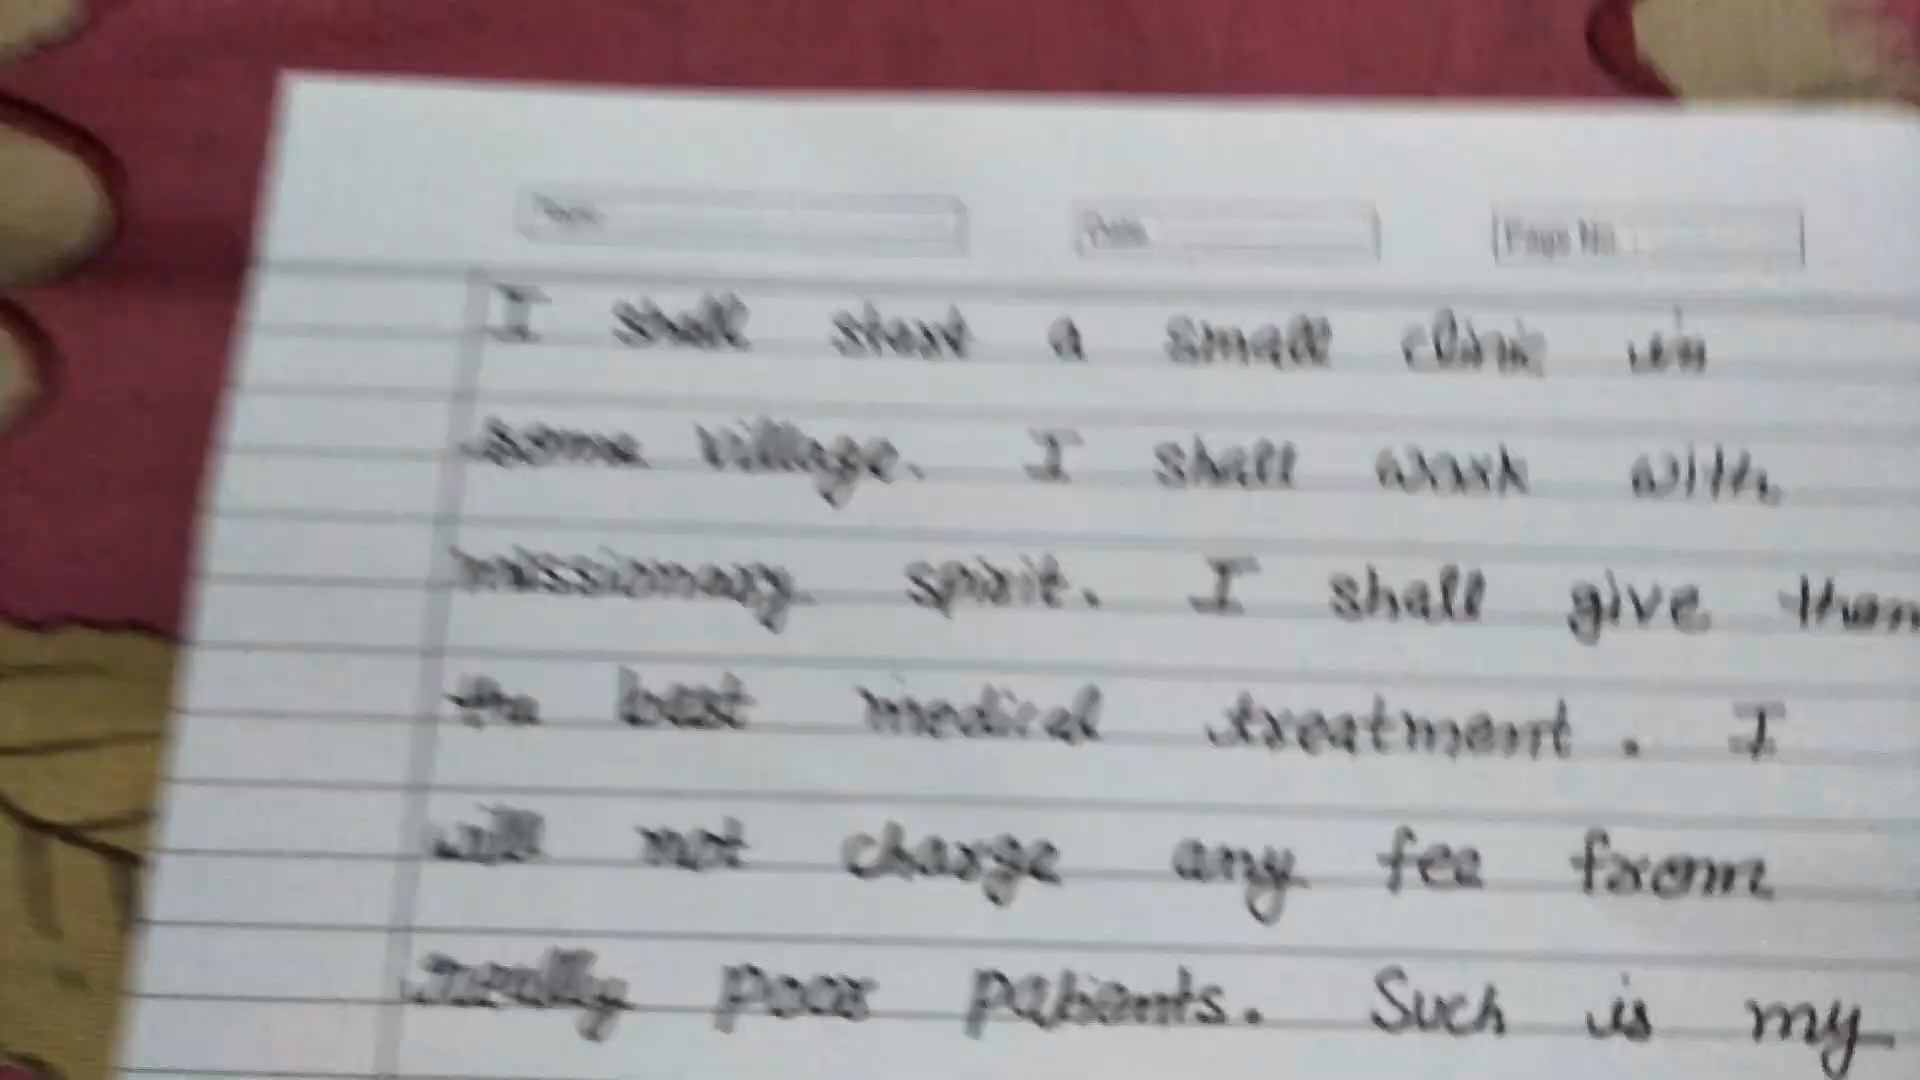 Date
Page No.
I shall start a small clinic in
some village. I shall work with
missionary spirit. I shall give them
the best medical treatment. I
will not charge any fee from
really poor patients. Such is my